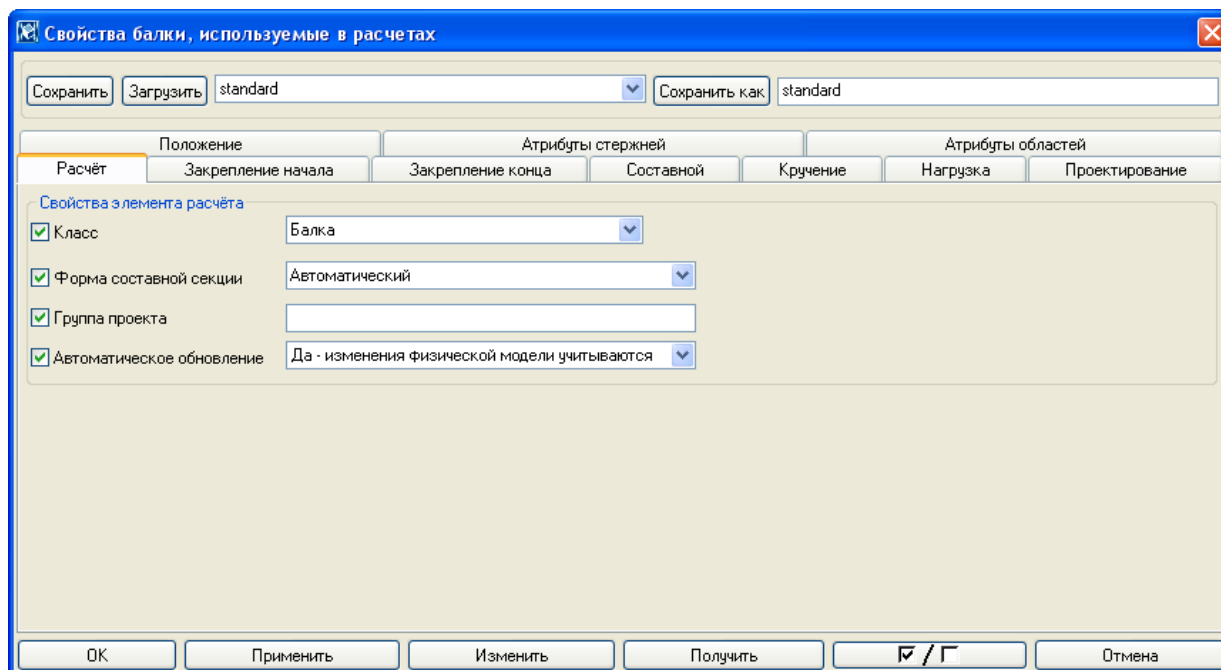 Свойства балки, используемые в расчетах
Сохранить Загрузить standard Сохранить как standard
Положение Атрибуты стержней Атрибуты областей
Расчёт Закрепление начала Закрепление конца Составной Кручение Нагрузка Проектирование
Свойства элемента расчёта
Класс Балка
Форма составной секции Автоматический
Группа проекта
Автоматическое обновление Да - изменения физической модели учитываются
OK Применить Изменить Получить / Отмена